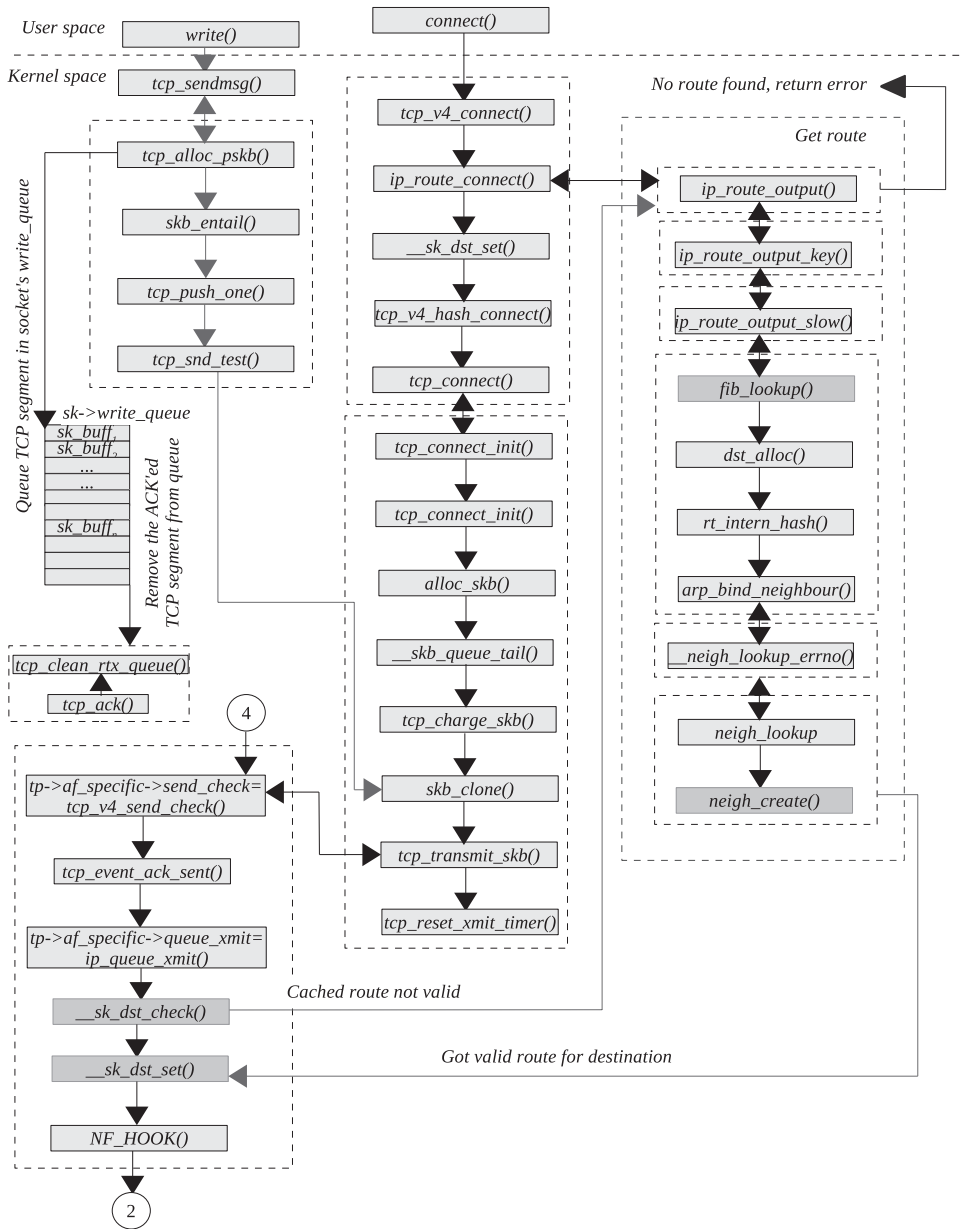 User space
write()
connect()
Kernel space
tcp_sendmsg()
No route found, return error
tcp_v4_connect()
Get route
tcp_alloc_pskb()
ip_route_connect()
ip_route_output()
skb_entail()
__sk_dst_set()
ip_route_output_key()
tcp_push_one()
tcp_v4_hash_connect()
ip_route_output_slow()
tcp_snd_test()
tcp_connect()
fib_lookup()
Queue TCP segment in socket's write_queue
sk->write_queue
sk_buff1
sk_buff2
...
...
sk_buffn
Remove the ACK'ed
TCP segment from queue
tcp_connect_init()
dst_alloc()
tcp_connect_init()
rt_intern_hash()
alloc_skb()
arp_bind_neighbour()
tcp_clean_rtx_queue()
__skb_queue_tail()
__neigh_lookup_errno()
tcp_ack()
4
tcp_charge_skb()
neigh_lookup
tp->af_specific->send_check=
tcp_v4_send_check()
skb_clone()
neigh_create()
tcp_event_ack_sent()
tcp_transmit_skb()
tp->af_specific->queue_xmit=
ip_queue_xmit()
tcp_reset_xmit_timer()
Cached route not valid
__sk_dst_check()
Got valid route for destination
__sk_dst_set()
NF_HOOK()
2